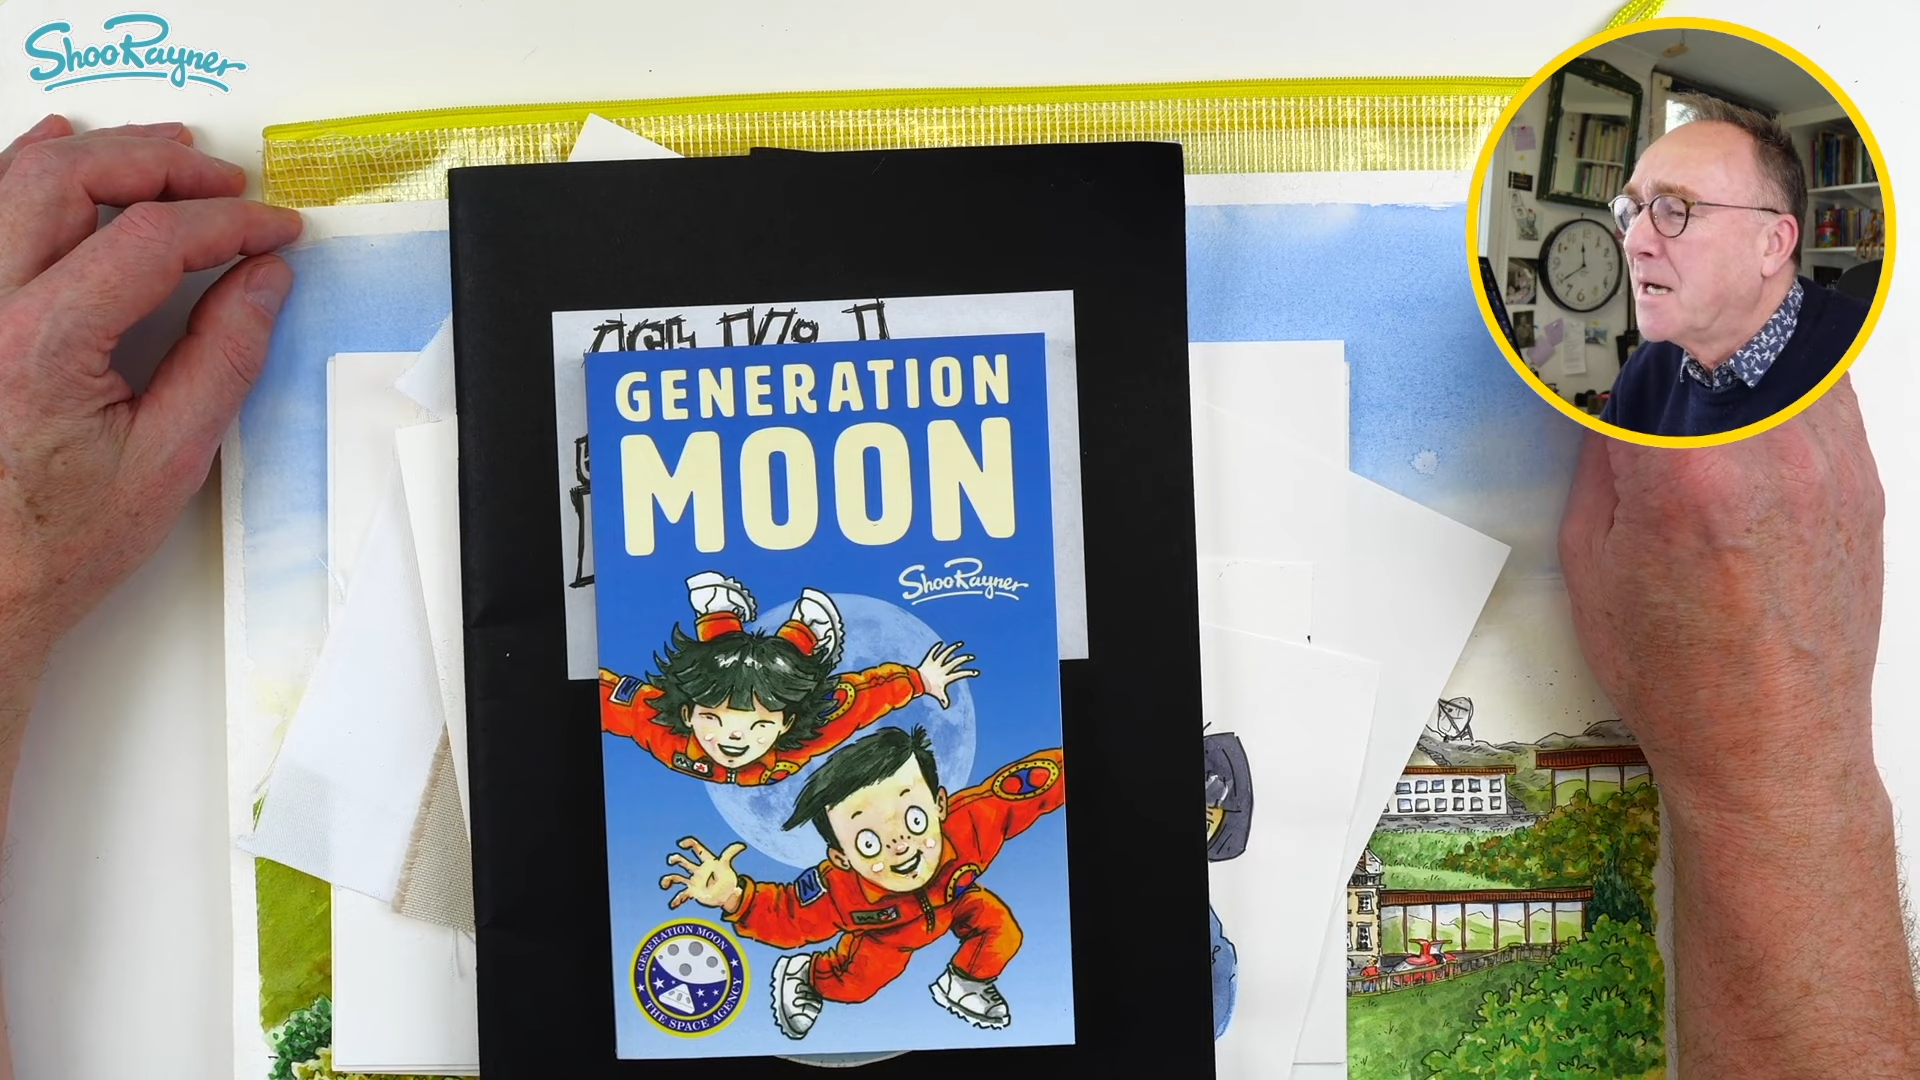 ShooRayner
GENERATION
MOON
ShooRayner
GENERATION MOON
THE SPACE AGENCY